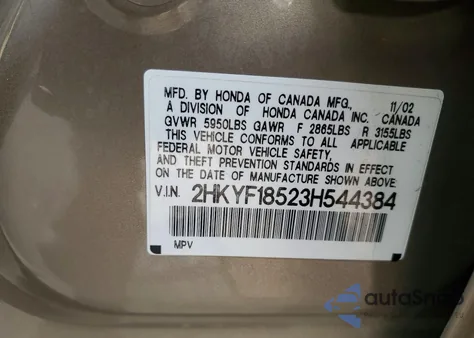 MFD. BY HONDA OF CANADA MFG., 11/02
A DIVISION OF HONDA CANADA INC. CANADA
GVWR 5950LBS GAWR F 2865LBS R 3155LBS
THIS VEHICLE CONFORMS TO ALL APPLICABLE
FEDERAL MOTOR VEHICLE SAFETY,
AND THEFT PREVENTION STANDARDS IN EFFECT
ON THE DATE OF MANUFACTURE SHOWN ABOVE.
V.I.N. 2HKYF18523H544384
MPV